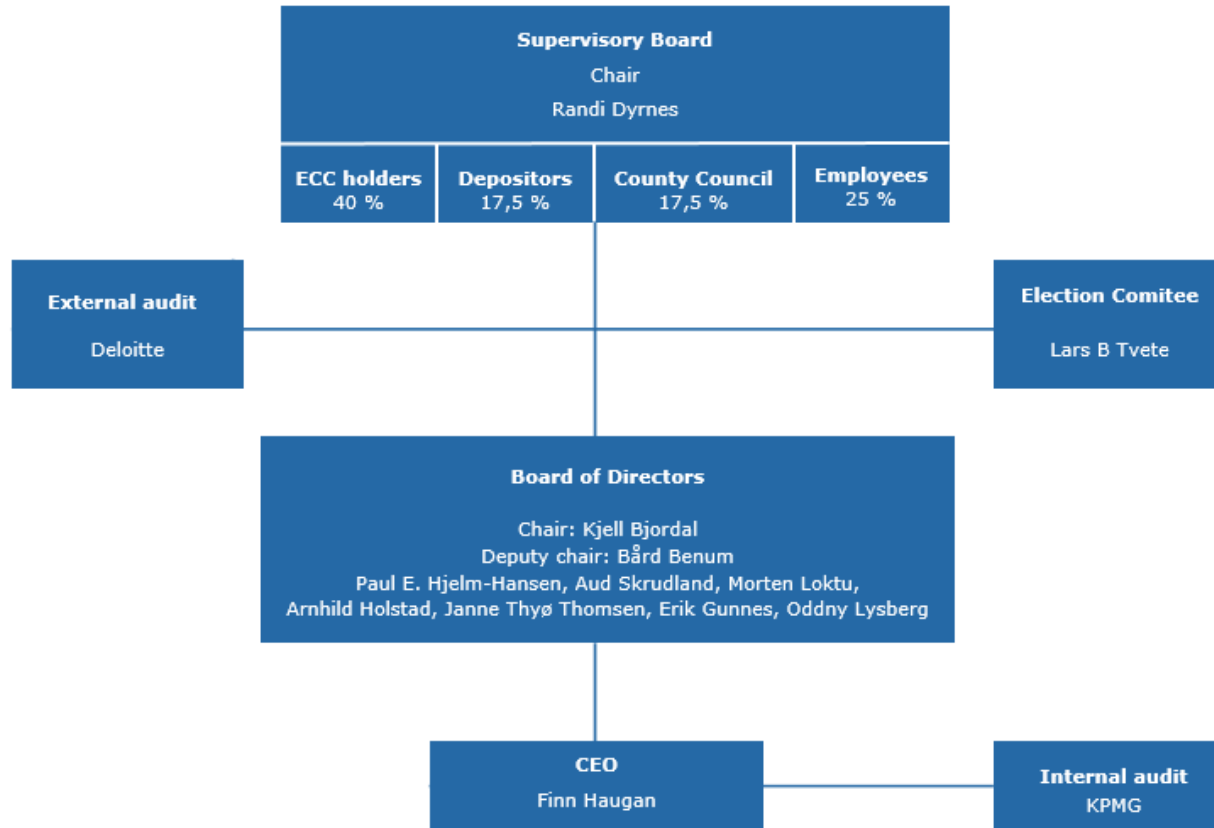 Supervisory Board
Chair
Randi Dyrnes
ECC holders
40 %
Depositors
17,5 %
County Council
17,5 %
Employees
25 %
External audit
Deloitte
Election Comitee
Lars B Tvete
Board of Directors
Chair: Kjell Bjordal
Deputy chair: Bård Benum
Paul E. Hjelm-Hansen, Aud Skrudland, Morten Loktu,
Arnhild Holstad, Janne Thyø Thomsen, Erik Gunnes, Oddny Lysberg
CEO
Finn Haugan
Internal audit
KPMG